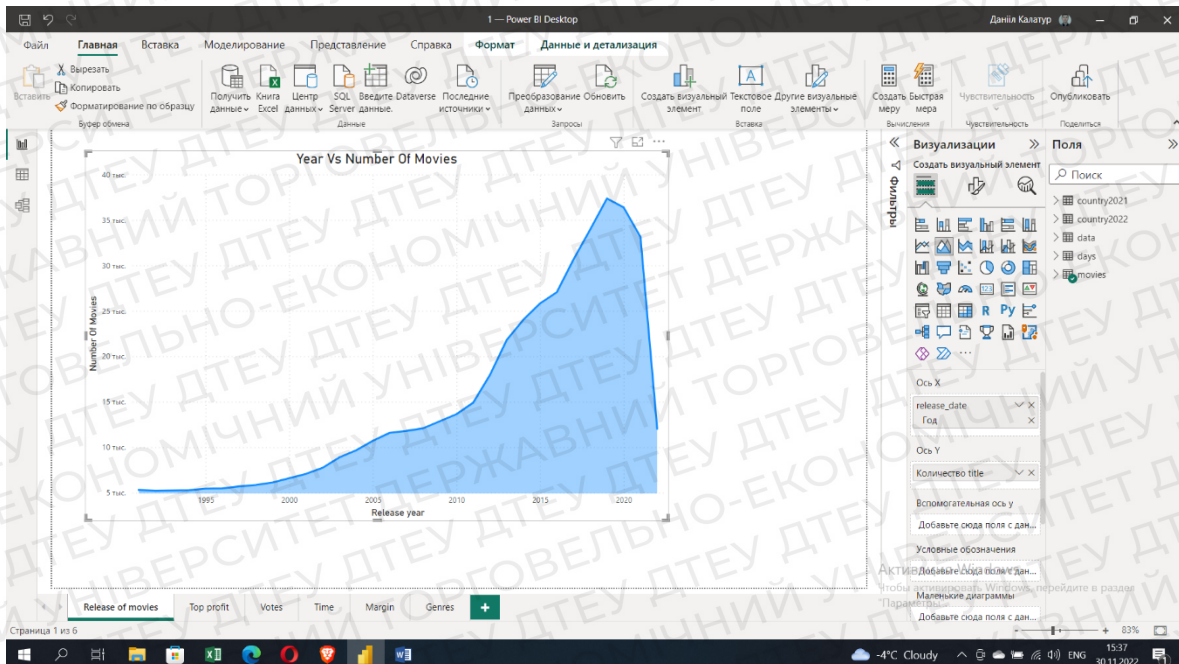 1 — Power BI Desktop
Даніїл Калатур
Файл Главная Вставка Моделирование Представление Справка Формат Данные и детализация
Вставить
Вырезать
Копировать
Форматирование по образцу
Буфер обмена
Получить данные
Книга Excel
Центр данных
SQL Server
Введите данные.
Dataverse
Последние источники
Данные
Преобразование данных
Обновить
Запросы
Создать визуальный элемент
Текстовое поле
Другие визуальные элементы
Вставка
Создать меру
Быстрая мера
Вычисления
Чувствительность
Чувствительность
Опубликовать
Поделиться
Year Vs Number Of Movies
Number Of Movies
40 тыс.
35 тыс.
30 тыс.
25 тыс.
20 тыс.
15 тыс.
10 тыс.
5 тыс.
1995 2000 2005 2010 2015 2020
Release year
Фильтры
Визуализации
Создать визуальный элемент
123
R Py
Ось X
release_date
Год
Ось Y
Количество title
Вспомогательная ось y
Добавьте сюда поля с дан...
Условные обозначения
Добавьте сюда поля с дан...
Маленькие диаграммы
Добавьте сюда поля с дан...
Поля
Поиск
country2021
country2022
data
days
movies
Release of movies Top profit Votes Time Margin Genres +
Страница 1 из 6
83%
-4°C Cloudy
ENG
15:37
30.11.2022